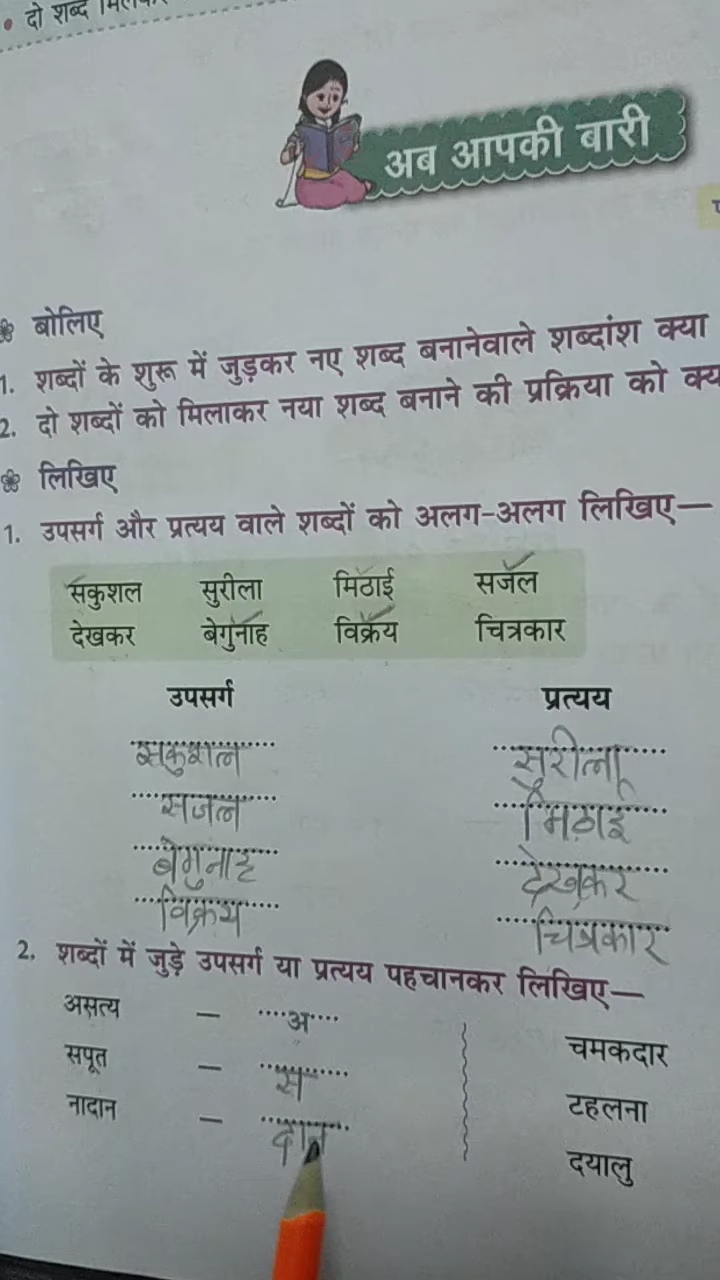 • दो शब्द
अब आपकी बारी
बोलिए
1. शब्दों के शुरू में जुड़कर नए शब्द बनानेवाले शब्दांश क्या
2. दो शब्दों को मिलाकर नया शब्द बनाने की प्रक्रिया को
लिखिए
1. उपसर्ग और प्रत्यय वाले शब्दों को अलग-अलग लिखिए—
सकुशल सुरीला मिठाई सजल
देखकर बेगुनाह विक्रय चित्रकार
उपसर्ग प्रत्यय
सकुशल सुरीला
सजल मिठाई
बेगुनाह देखकर
विक्रय चित्रकार
2. शब्दों में जुड़े उपसर्ग या प्रत्यय पहचानकर लिखिए—
असत्य – अ चमकदार
सपूत – स टहलना
नादान – दान दयालु